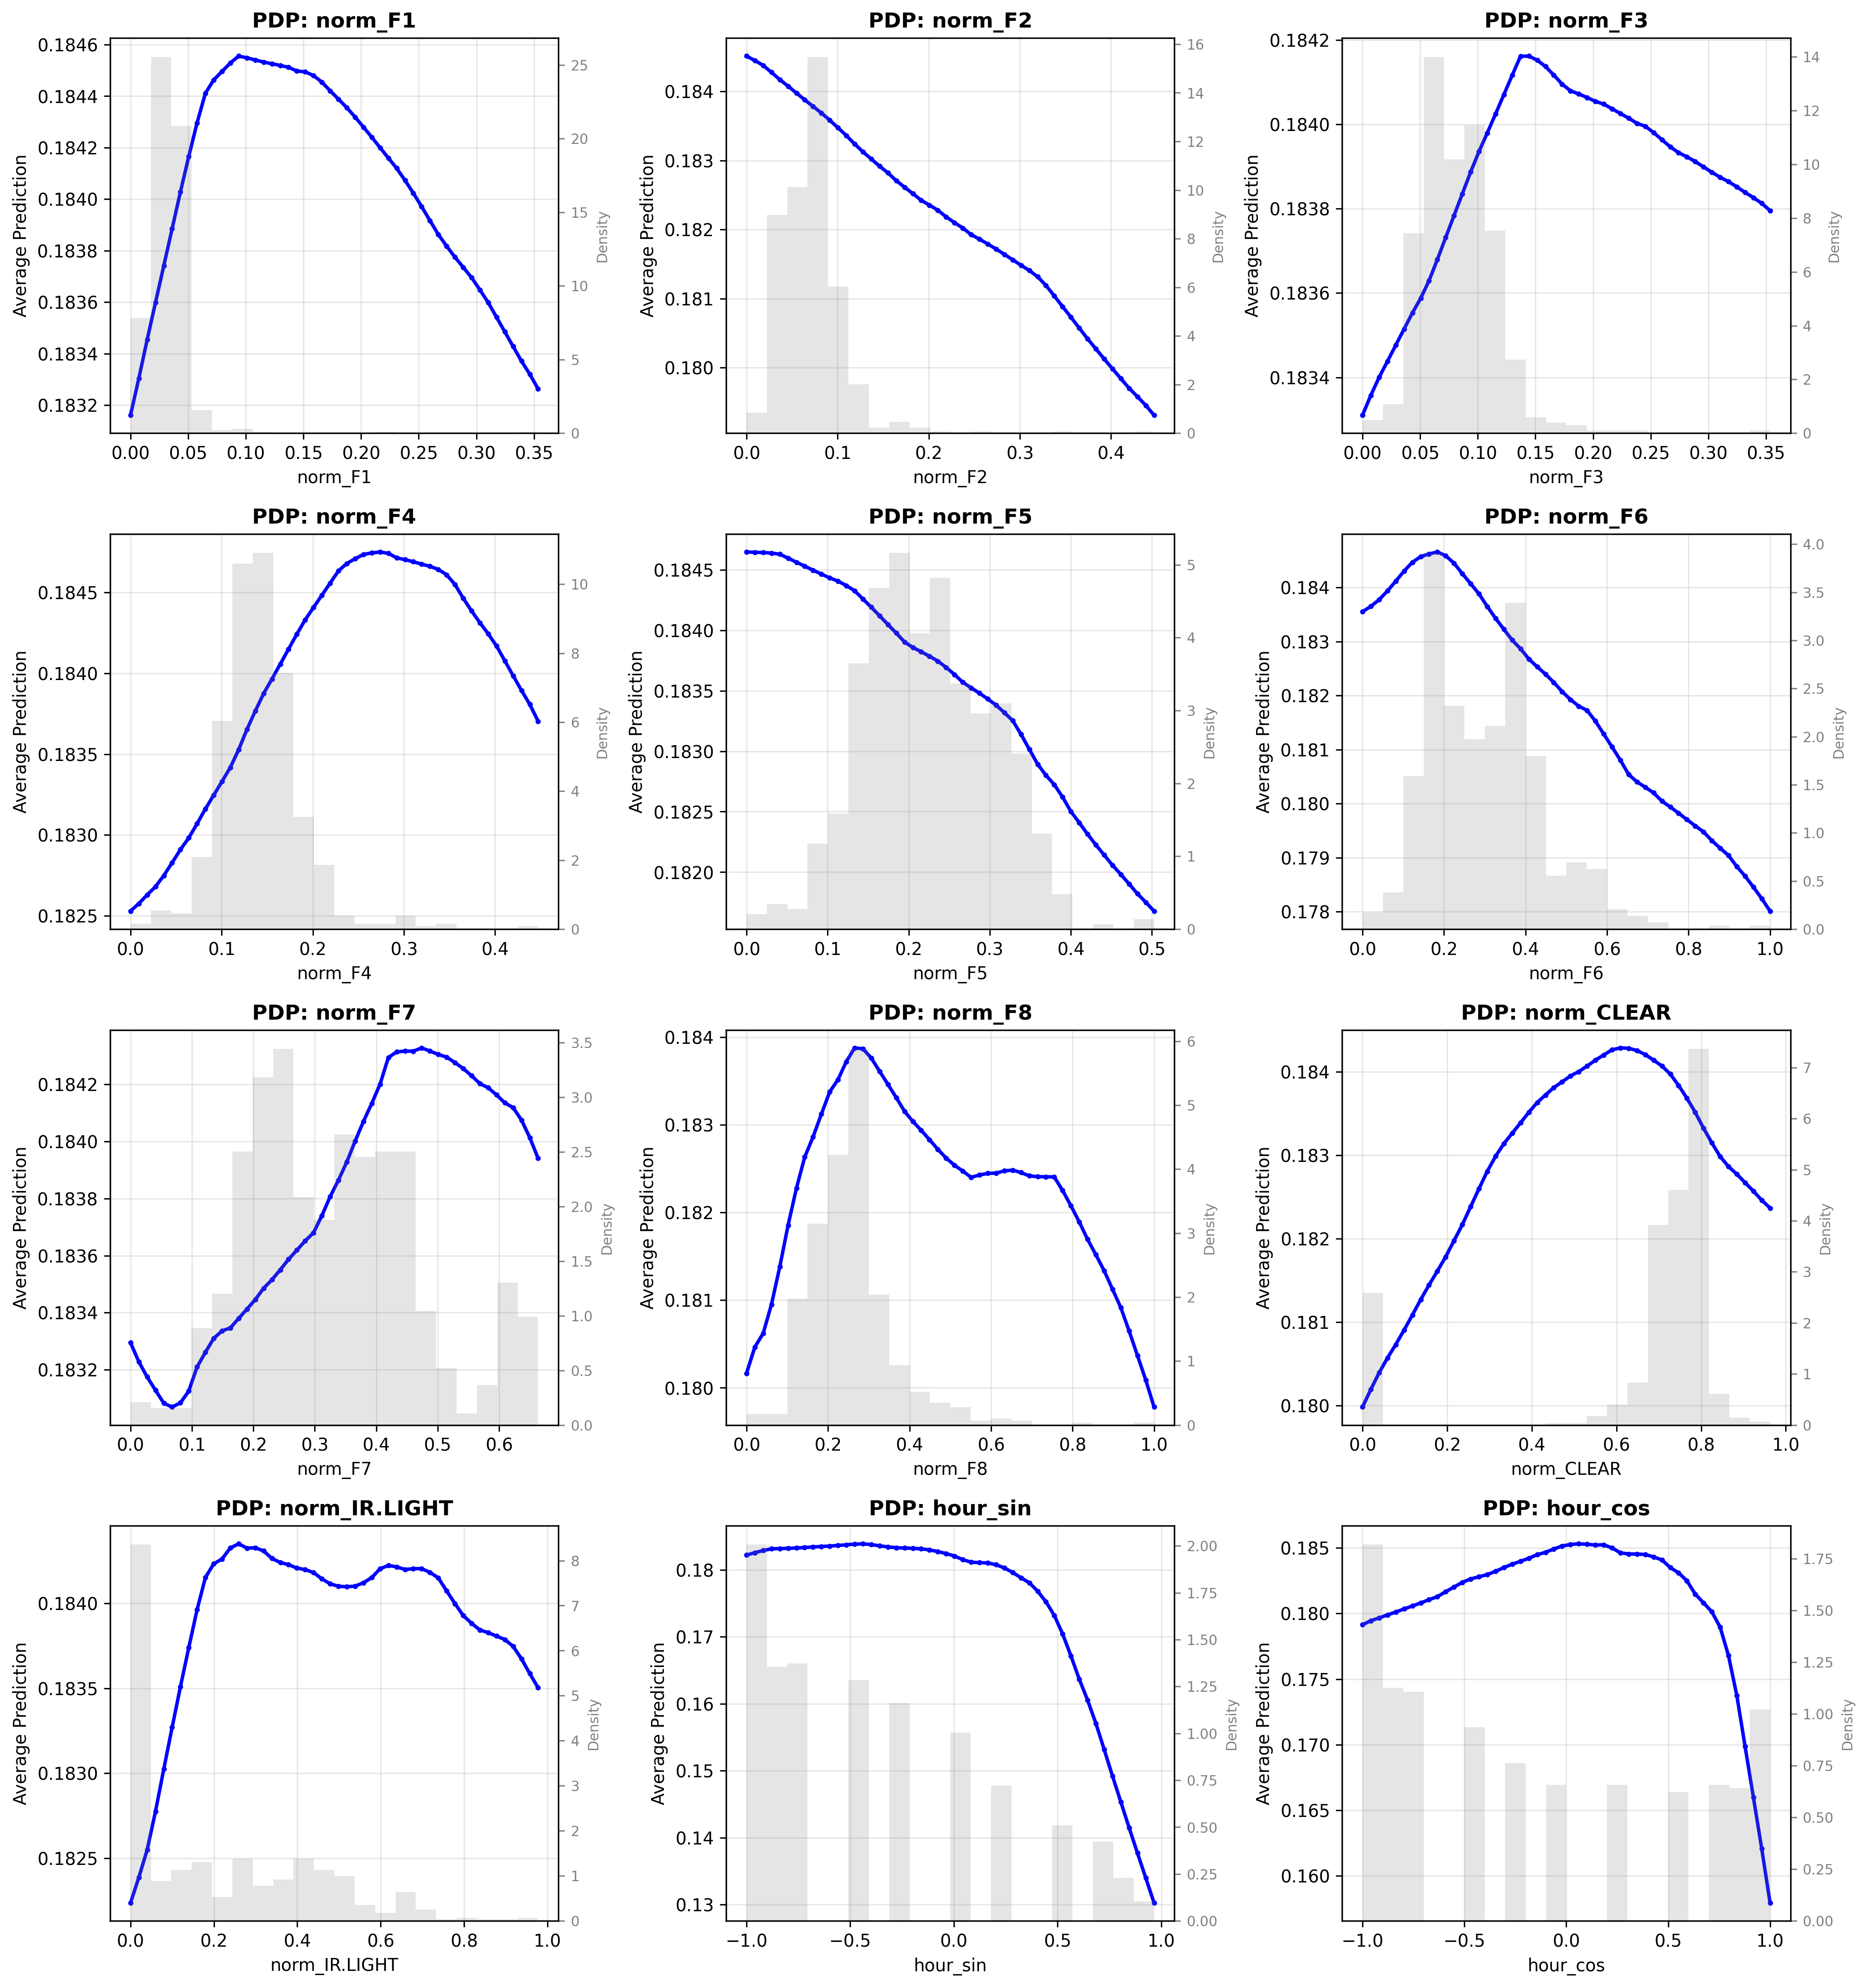 PDP: norm_F1
0.1846
0.1844
0.1842
0.1840
0.1838
0.1836
0.1834
0.1832
Average Prediction
25
20
15
10
5
0
Density
0.00 0.05 0.10 0.15 0.20 0.25 0.30 0.35
norm_F1
PDP: norm_F2
0.184
0.183
0.182
0.181
0.180
Average Prediction
16
14
12
10
8
6
4
2
0
Density
0.0 0.1 0.2 0.3 0.4
norm_F2
PDP: norm_F3
0.1842
0.1840
0.1838
0.1836
0.1834
Average Prediction
14
12
10
8
6
4
2
0
Density
0.00 0.05 0.10 0.15 0.20 0.25 0.30 0.35
norm_F3
PDP: norm_F4
0.1845
0.1840
0.1835
0.1830
0.1825
Average Prediction
10
8
6
4
2
0
Density
0.0 0.1 0.2 0.3 0.4
norm_F4
PDP: norm_F5
0.1845
0.1840
0.1835
0.1830
0.1825
0.1820
Average Prediction
5
4
3
2
1
0
Density
0.0 0.1 0.2 0.3 0.4 0.5
norm_F5
PDP: norm_F6
0.184
0.183
0.182
0.181
0.180
0.179
0.178
Average Prediction
4.0
3.5
3.0
2.5
2.0
1.5
1.0
0.5
0.0
Density
0.0 0.2 0.4 0.6 0.8 1.0
norm_F6
PDP: norm_F7
0.1842
0.1840
0.1838
0.1836
0.1834
0.1832
Average Prediction
3.5
3.0
2.5
2.0
1.5
1.0
0.5
0.0
Density
0.0 0.1 0.2 0.3 0.4 0.5 0.6
norm_F7
PDP: norm_F8
0.184
0.183
0.182
0.181
0.180
Average Prediction
6
5
4
3
2
1
0
Density
0.0 0.2 0.4 0.6 0.8 1.0
norm_F8
PDP: norm_CLEAR
0.184
0.183
0.182
0.181
0.180
Average Prediction
7
6
5
4
3
2
1
0
Density
0.0 0.2 0.4 0.6 0.8 1.0
norm_CLEAR
PDP: norm_IR.LIGHT
0.1840
0.1835
0.1830
0.1825
Average Prediction
8
7
6
5
4
3
2
1
0
Density
0.0 0.2 0.4 0.6 0.8 1.0
norm_IR.LIGHT
PDP: hour_sin
0.18
0.17
0.16
0.15
0.14
0.13
Average Prediction
2.00
1.75
1.50
1.25
1.00
0.75
0.50
0.25
0.00
Density
−1.0 −0.5 0.0 0.5 1.0
hour_sin
PDP: hour_cos
0.185
0.180
0.175
0.170
0.165
0.160
Average Prediction
1.75
1.50
1.25
1.00
0.75
0.50
0.25
0.00
Density
−1.0 −0.5 0.0 0.5 1.0
hour_cos